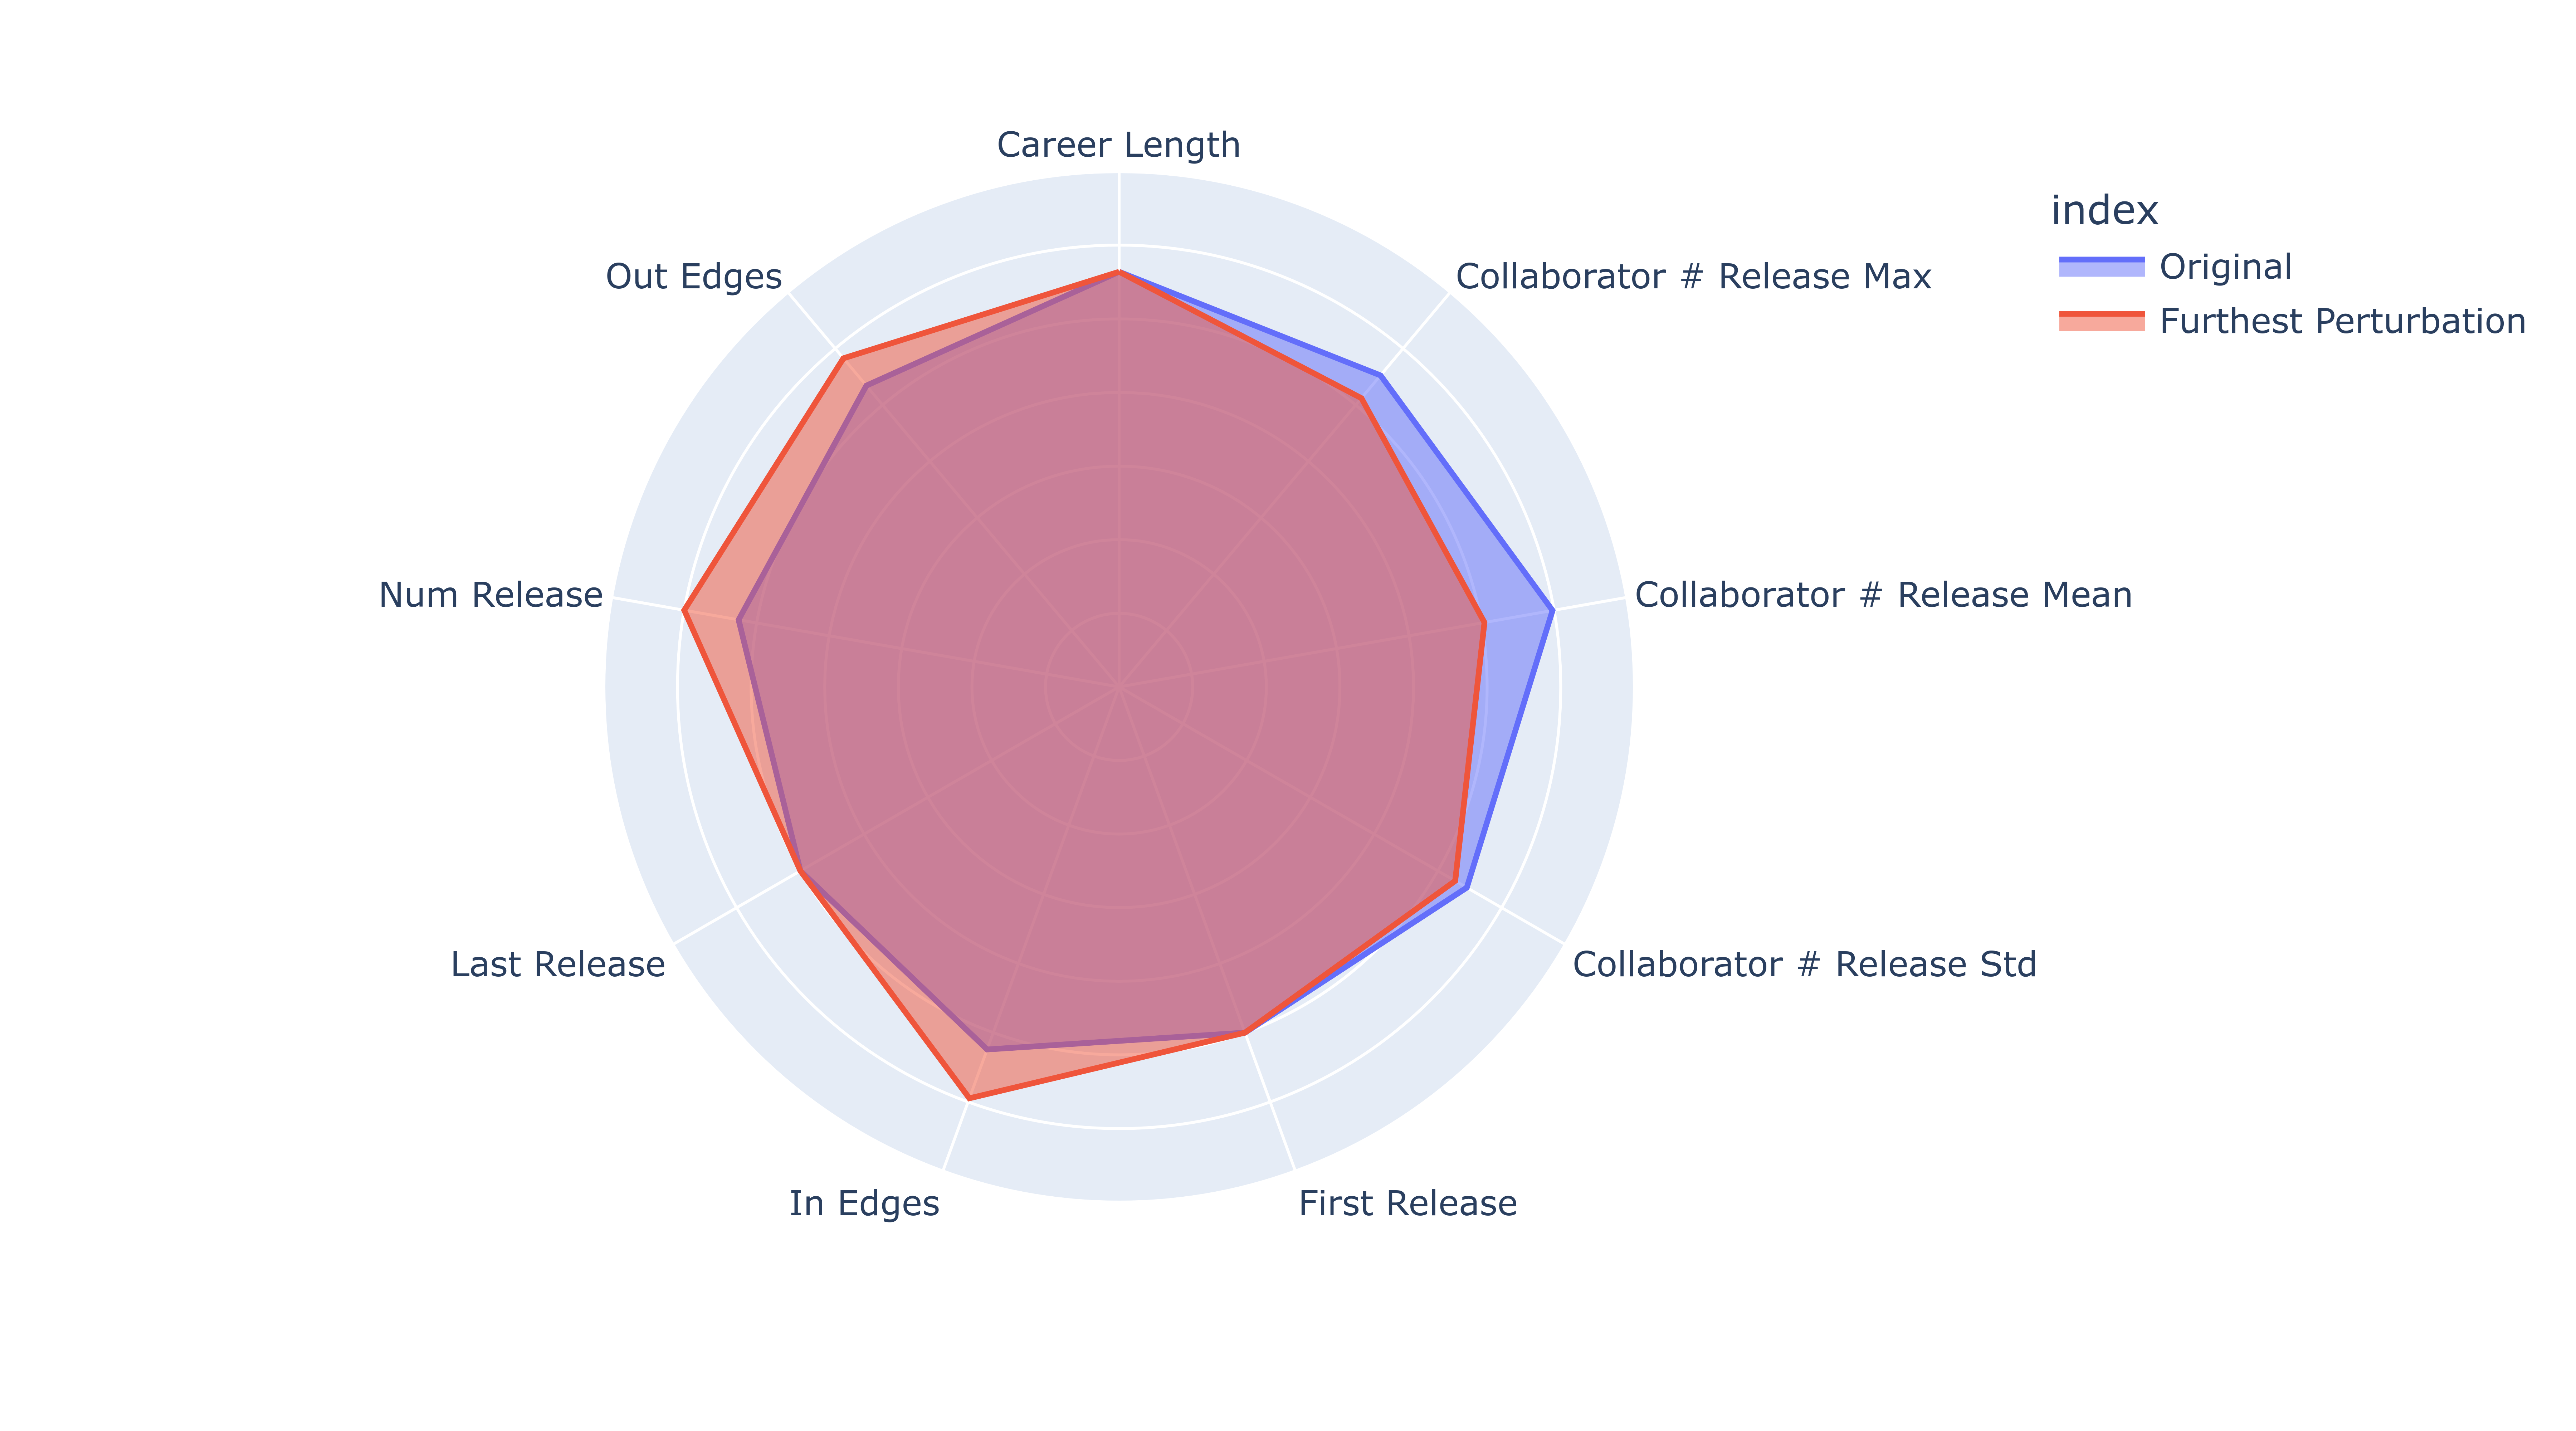 Career Length
Collaborator # Release Max
Collaborator # Release Mean
Collaborator # Release Std
First Release
In Edges
Last Release
Num Release
Out Edges
index
Original
Furthest Perturbation